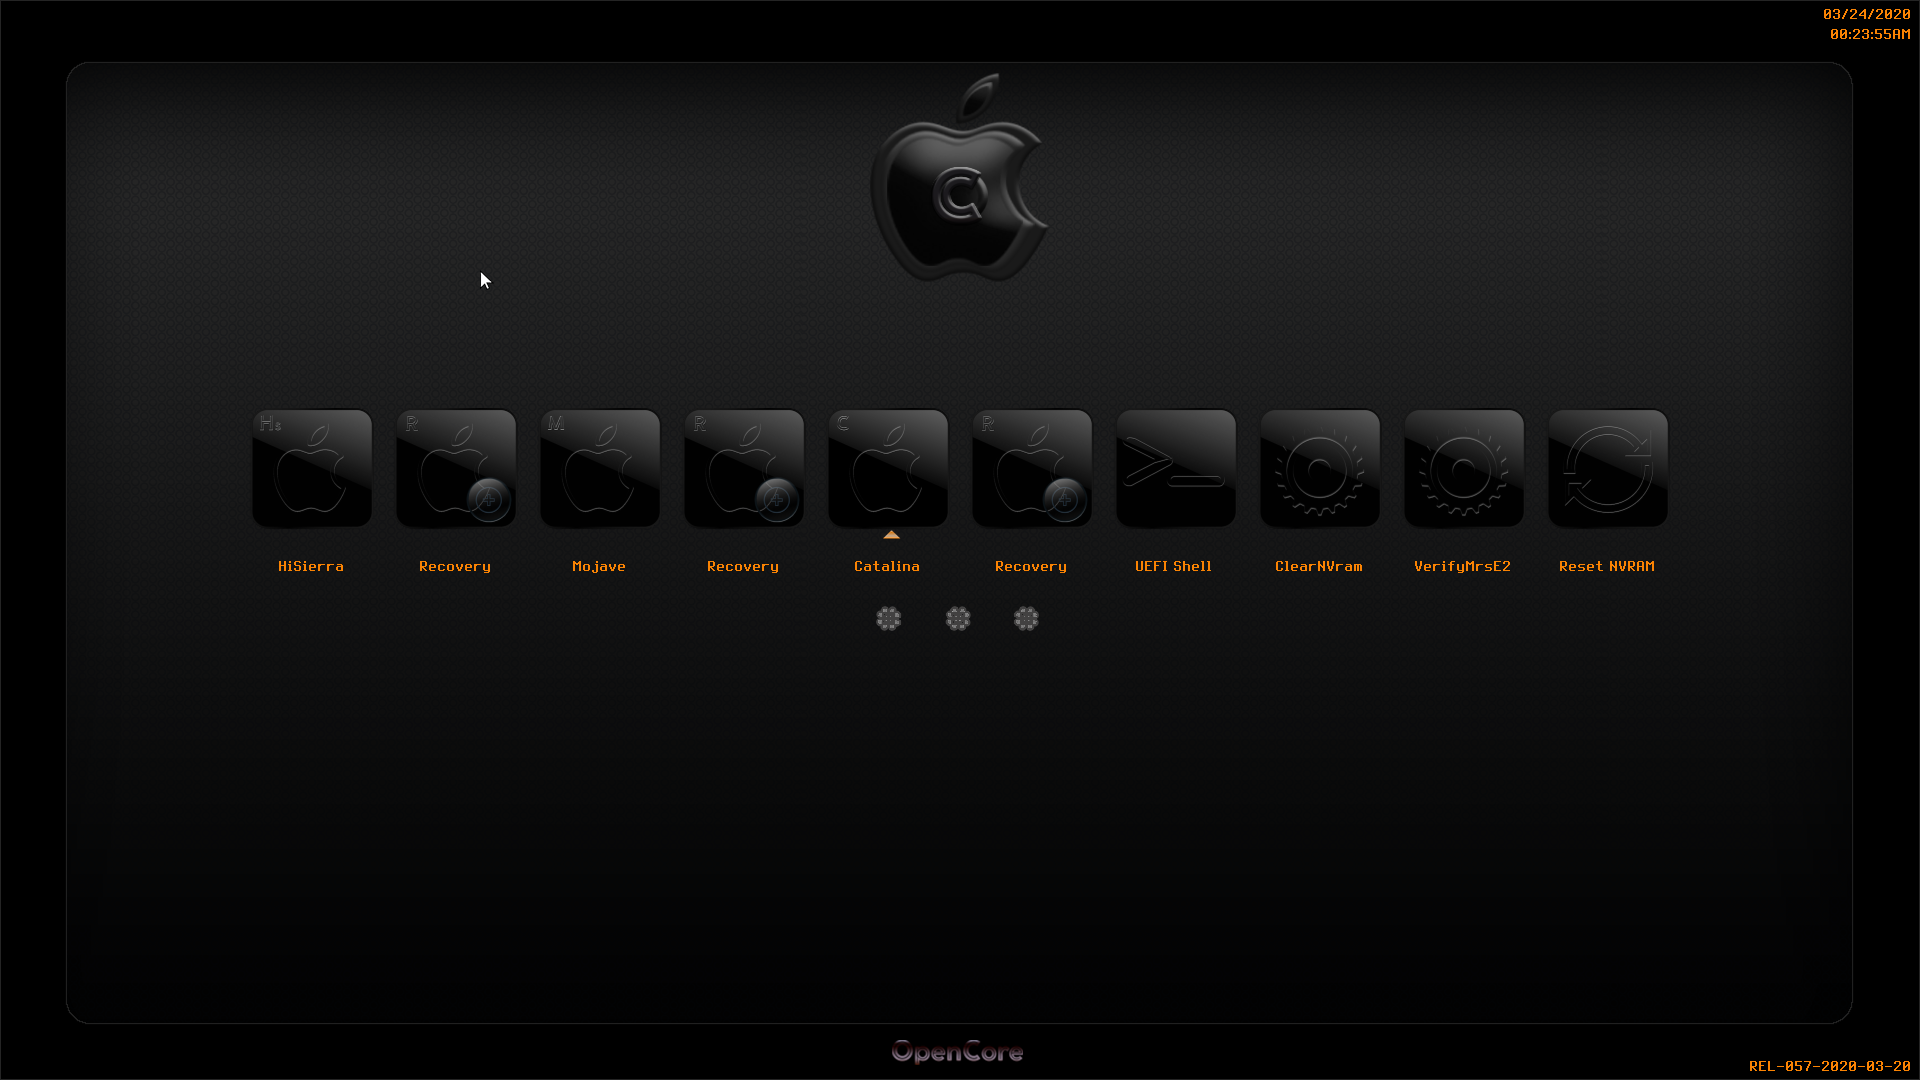 03/24/2020
00:23:55AM
C
Hs R M R C R >_
HiSierra Recovery Mojave Recovery Catalina Recovery UEFI Shell ClearNVram VerifyMrsE2 Reset NVRAM
OpenCore
REL-057-2020-03-20